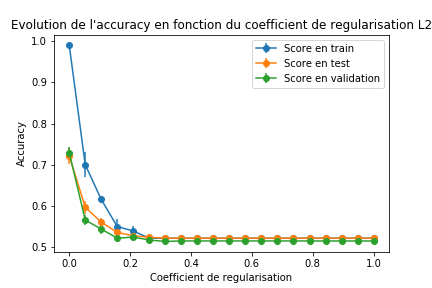 Evolution de l'accuracy en fonction du coefficient de regularisation L2
Score en train
Score en test
Score en validation
Accuracy
1.0
0.9
0.8
0.7
0.6
0.5
0.0 0.2 0.4 0.6 0.8 1.0
Coefficient de regularisation